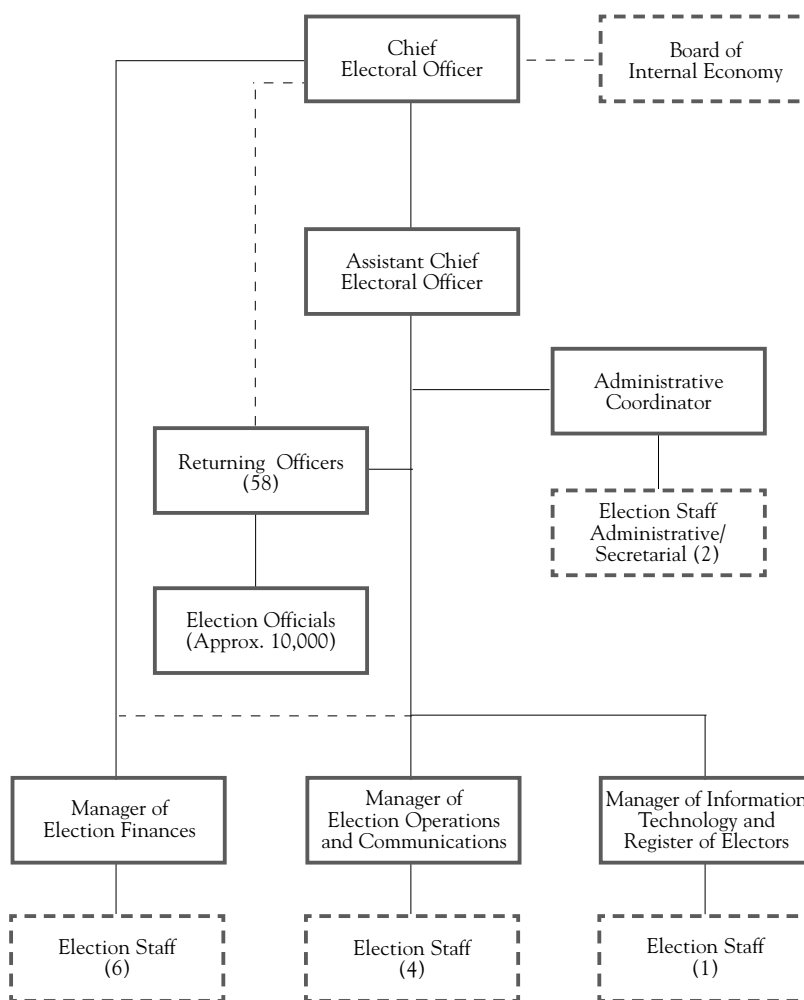 Chief
Electoral Officer
Board of
Internal Economy
Assistant Chief
Electoral Officer
Administrative
Coordinator
Returning Officers
(58)
Election Staff
Administrative/
Secretarial (2)
Election Officials
(Approx. 10,000)
Manager of
Election Finances
Manager of
Election Operations
and Communications
Manager of Information
Technology and
Register of Electors
Election Staff
(6)
Election Staff
(4)
Election Staff
(1)